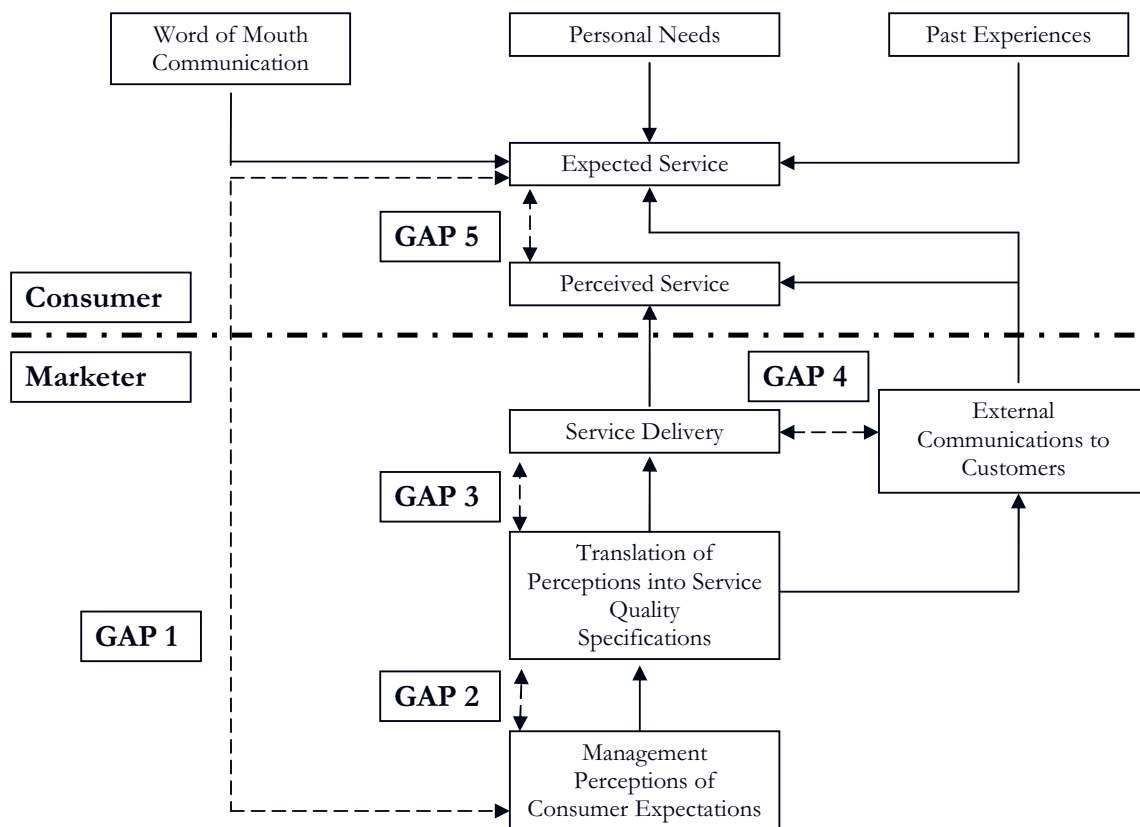 Word of Mouth
Communication
Personal Needs
Past Experiences
Expected Service
GAP 5
Perceived Service
Consumer
Marketer
GAP 4
Service Delivery
External
Communications to
Customers
GAP 3
Translation of
Perceptions into Service
Quality
Specifications
GAP 1
GAP 2
Management
Perceptions of
Consumer Expectations